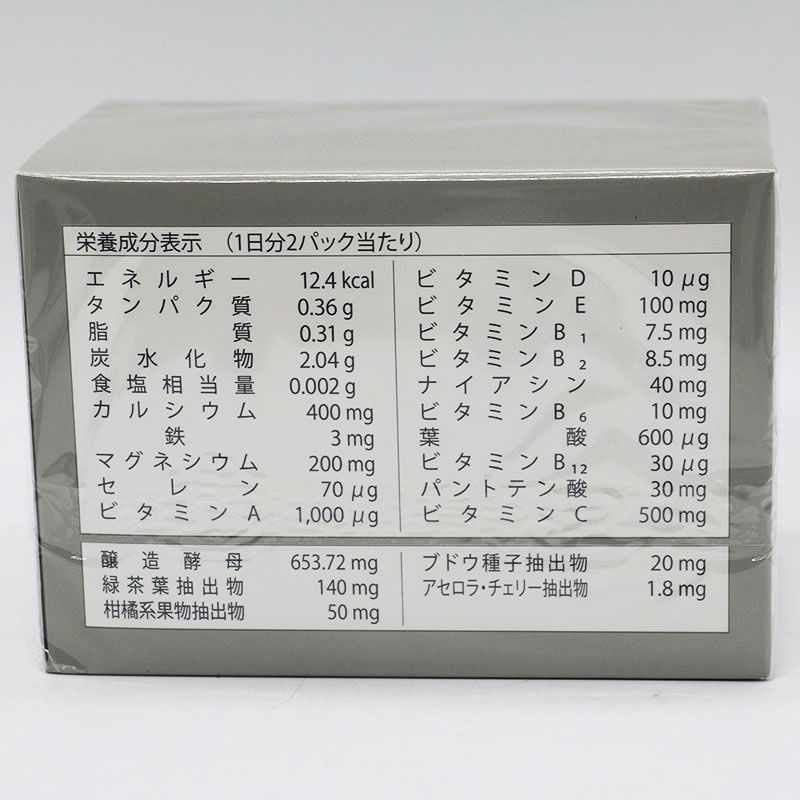 栄養成分表示 （1日分2パック当たり）
エネルギー 12.4 kcal
タンパク質 0.36 g
脂質 0.31 g
炭水化物 2.04 g
食塩相当量 0.002 g
カルシウム 400 mg
鉄 3 mg
マグネシウム 200 mg
セレン 70 μg
ビタミンA 1,000 μg
ビタミンD 10 μg
ビタミンE 100 mg
ビタミンB₁ 7.5 mg
ビタミンB₂ 8.5 mg
ナイアシン 40 mg
ビタミンB₆ 10 mg
葉酸 600 μg
ビタミンB₁₂ 30 μg
パントテン酸 30 mg
ビタミンC 500 mg
醸造酵母 653.72 mg
緑茶葉抽出物 140 mg
柑橘系果物抽出物 50 mg
ブドウ種子抽出物 20 mg
アセロラ・チェリー抽出物 1.8 mg